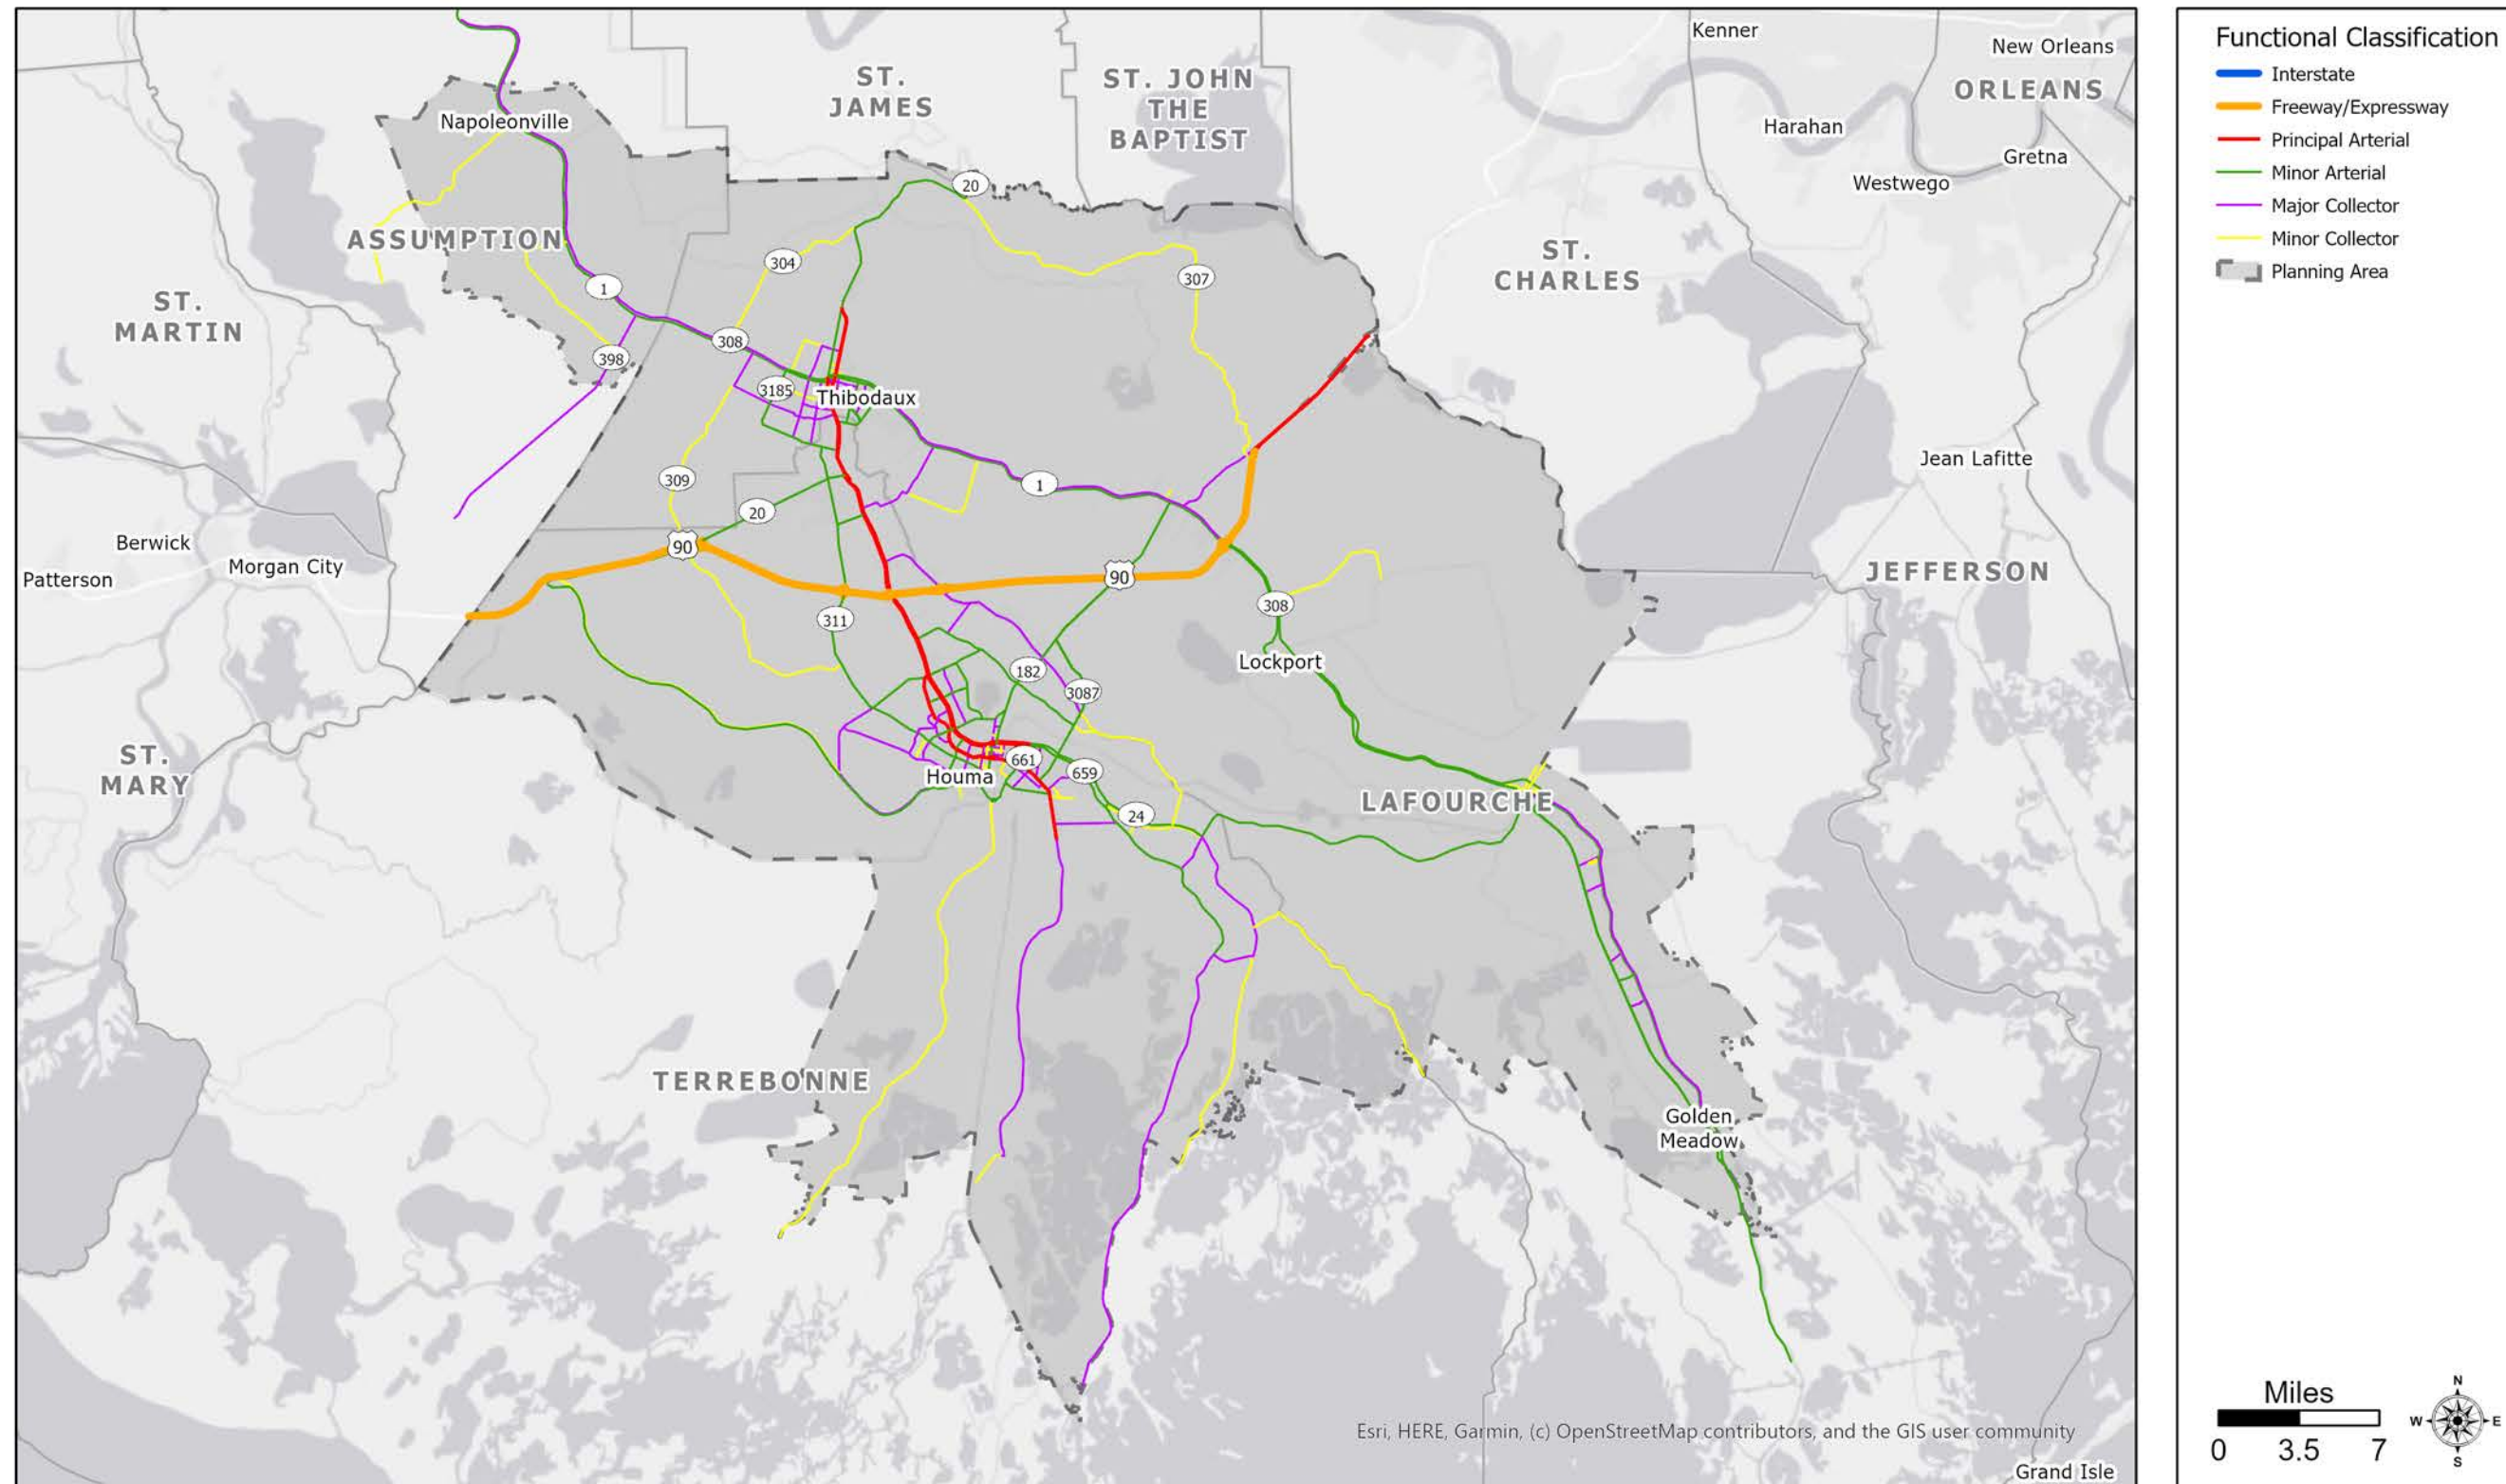 Kenner
New Orleans
ST.
JAMES
ST. JOHN
THE
BAPTIST
ORLEANS
Napoleonville
Harahan
Gretna
Westwego
20
ASSUMPTION
304
ST.
CHARLES
307
1
ST.
MARTIN
308
398
3185
Thibodaux
Jean Lafitte
309
1
20
Berwick
90
Morgan City
Patterson
90
JEFFERSON
308
311
Lockport
182
3087
ST.
MARY
661
659
Houma
LAFOURCHE
24
TERREBONNE
Golden
Meadow
Esri, HERE, Garmin, (c) OpenStreetMap contributors, and the GIS user community
Grand Isle
Functional Classification
Interstate
Freeway/Expressway
Principal Arterial
Minor Arterial
Major Collector
Minor Collector
Planning Area
Miles
0 3.5 7
N
W E
S